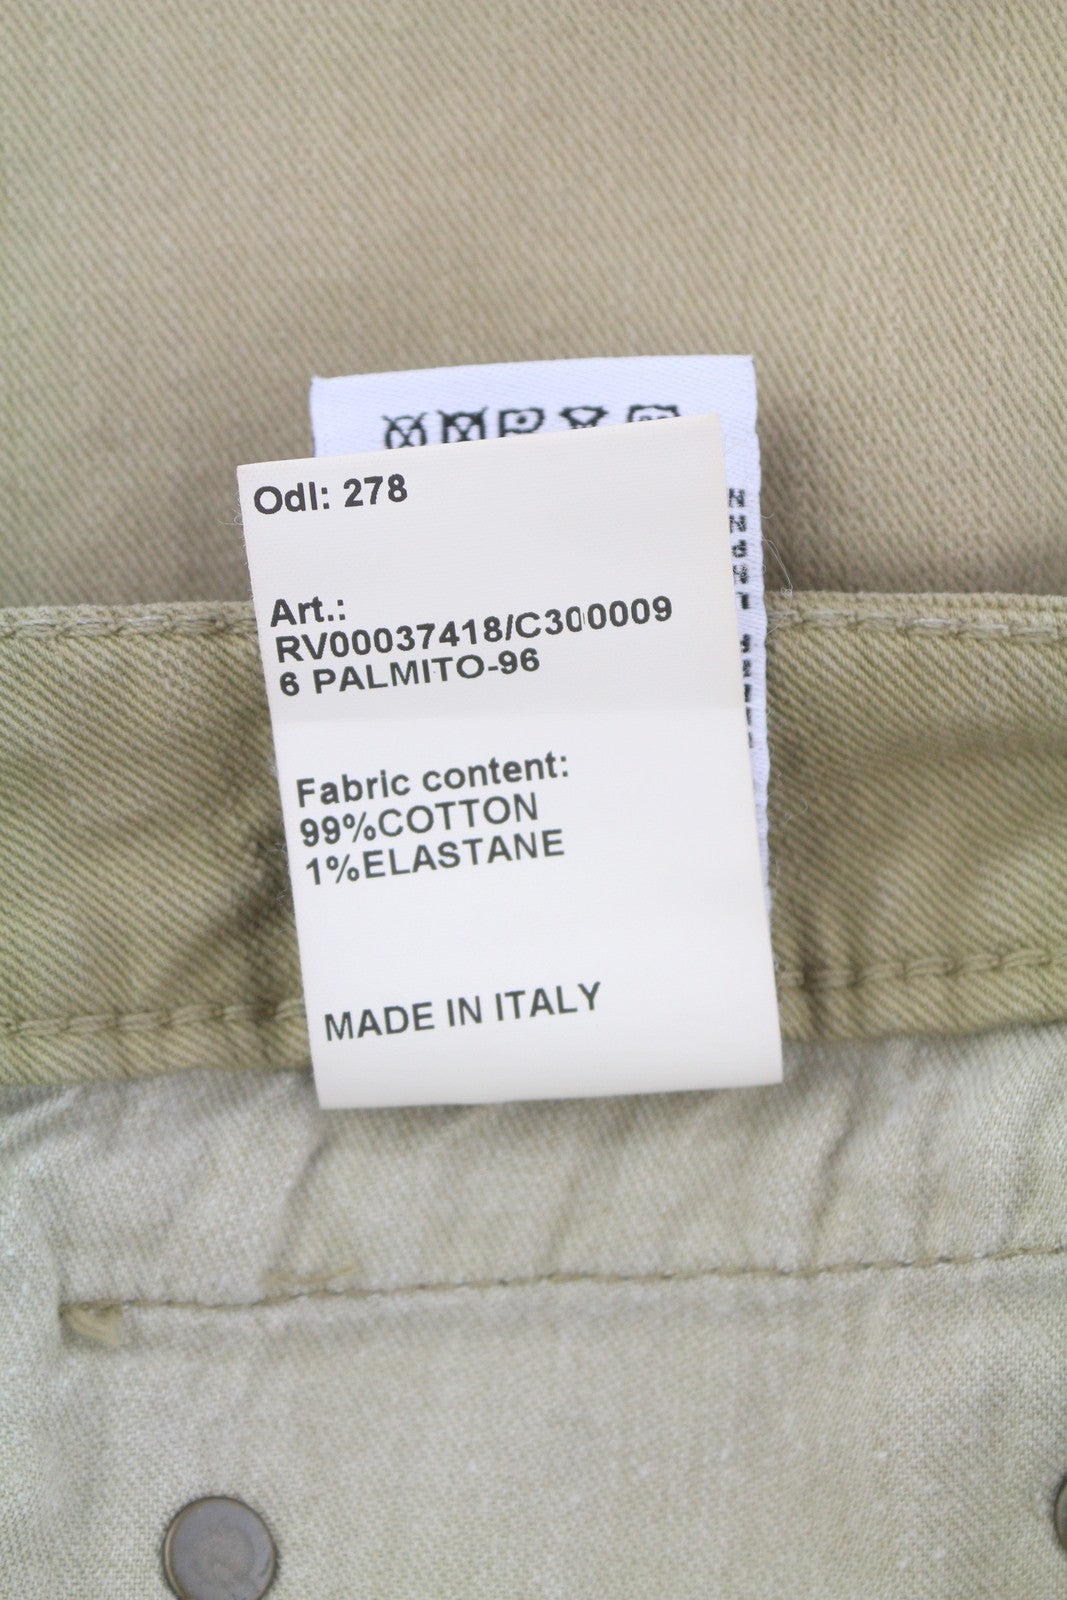 Odl: 278
Art.:
RV00037418/C300009
6 PALMITO-96
Fabric content:
99%COTTON
1%ELASTANE
MADE IN ITALY